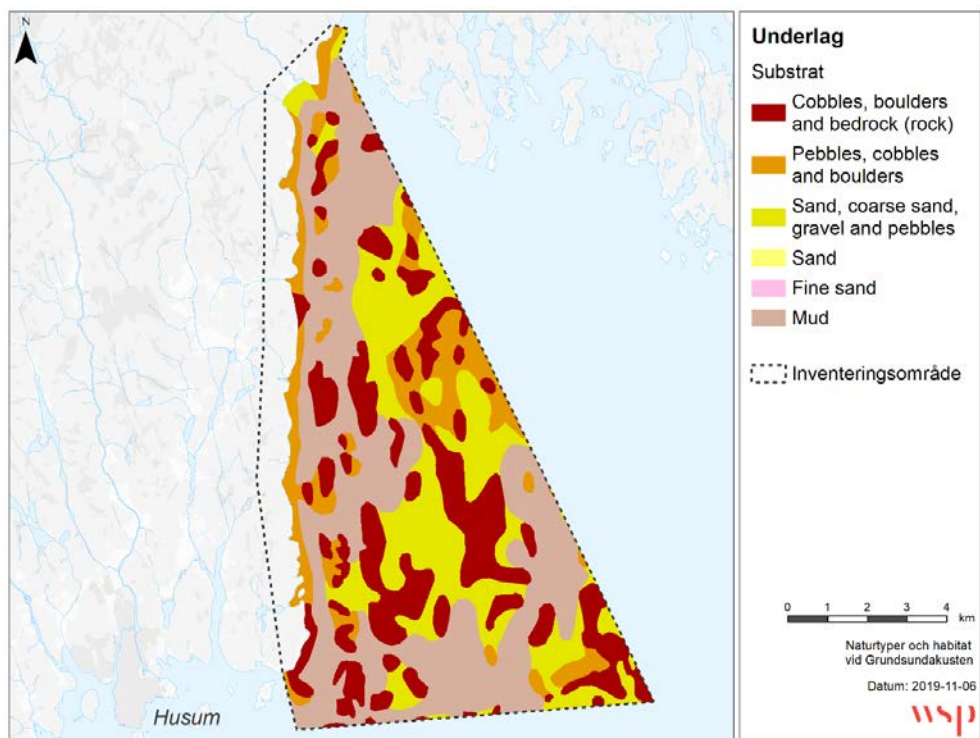 N
Husum
Underlag
Substrat
Cobbles, boulders
and bedrock (rock)
Pebbles, cobbles
and boulders
Sand, coarse sand,
gravel and pebbles
Sand
Fine sand
Mud
Inventeringsområde
0 1 2 3 4
km
Naturtyper och habitat
vid Grundsundakusten
Datum: 2019-11-06
wsp